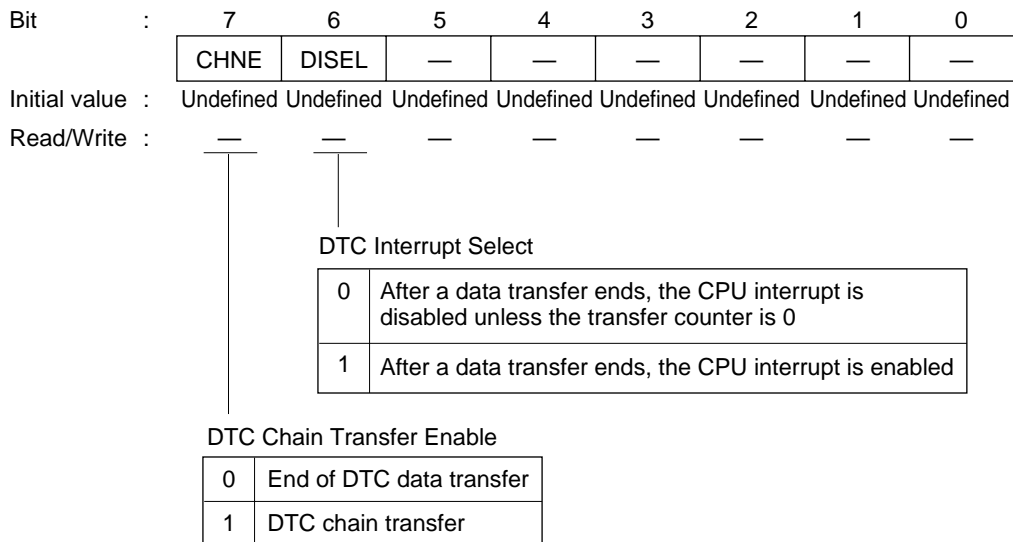 Bit : 7 6 5 4 3 2 1 0
CHNE DISEL — — — — — —
Initial value : Undefined Undefined Undefined Undefined Undefined Undefined Undefined Undefined
Read/Write : — — — — — — — —
DTC Interrupt Select
0 After a data transfer ends, the CPU interrupt is
disabled unless the transfer counter is 0
1 After a data transfer ends, the CPU interrupt is enabled
DTC Chain Transfer Enable
0 End of DTC data transfer
1 DTC chain transfer